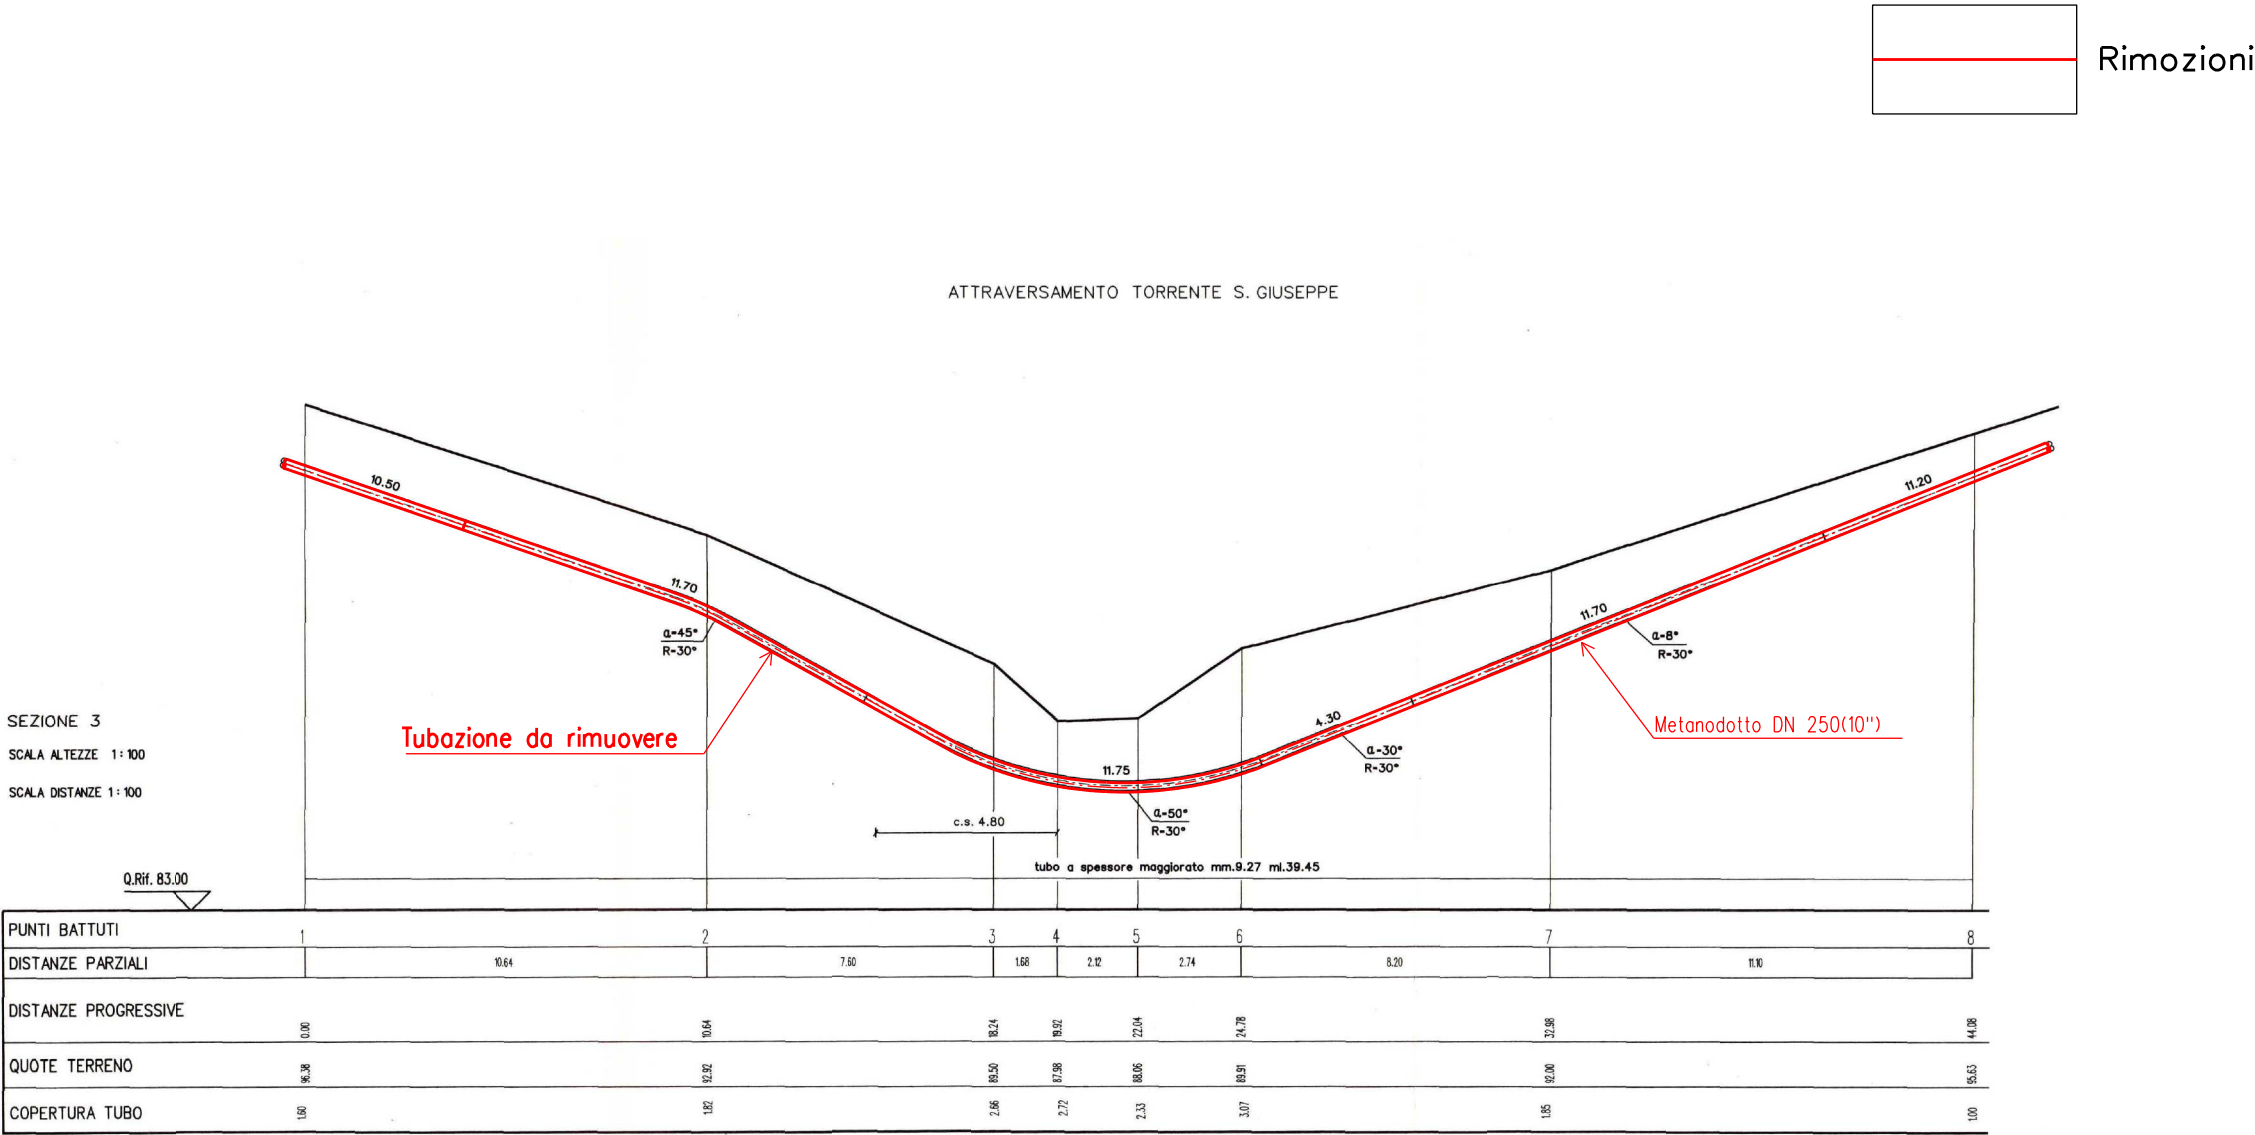 Rimozioni
ATTRAVERSAMENTO TORRENTE S. GIUSEPPE
10.50
11.70
α=45°
R=30°
Tubazione da rimuovere
11.75
α=50°
R=30°
c.s. 4.80
4.30
α=30°
R=30°
11.70
α=8°
R=30°
Metanodotto DN 250(10")
11.20
SEZIONE 3
SCALA ALTEZZE 1:100
SCALA DISTANZE 1:100
tubo a spessore maggiorato mm.9.27 ml.39.45
Q.Rif. 83.00
PUNTI BATTUTI 1 2 3 4 5 6 7 8
DISTANZE PARZIALI 10.64 7.60 1.68 2.12 2.74 8.20 11.10
DISTANZE PROGRESSIVE 0.00 10.64 18.24 19.92 22.04 24.78 32.98 44.08
QUOTE TERRENO 96.38 92.92 89.50 87.98 88.06 89.91 92.00 95.63
COPERTURA TUBO 1.60 1.82 2.66 2.72 2.33 3.07 1.85 1.00